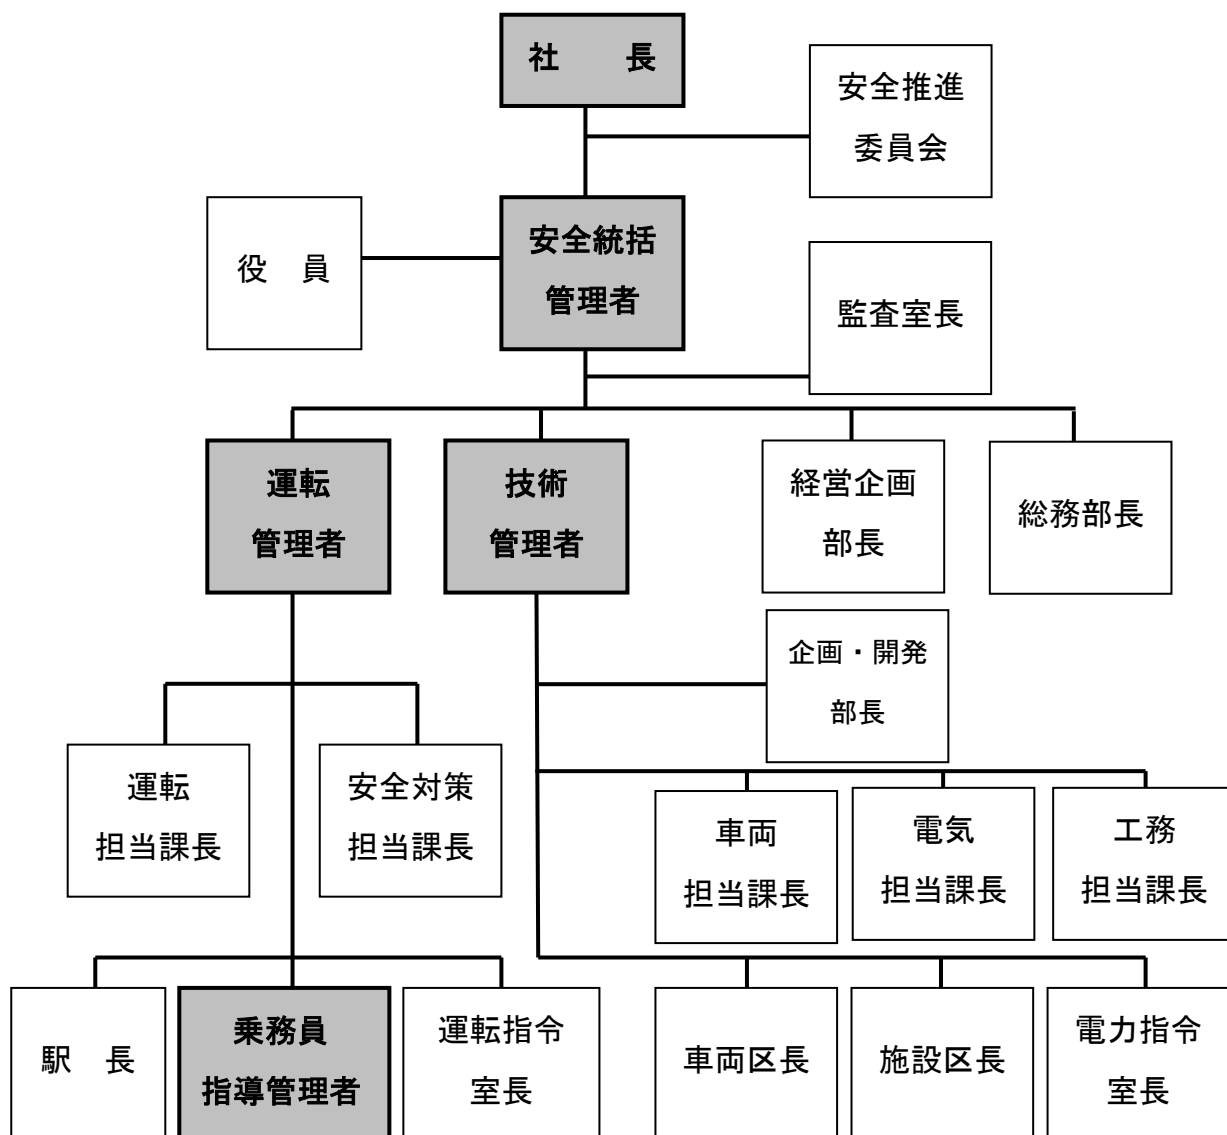 社　　長
安全推進
委員会
安全統括
管理者
役　員
監査室長
運転
管理者
技術
管理者
経営企画
部長
総務部長
企画・開発
部長
運転
担当課長
安全対策
担当課長
車両
担当課長
電気
担当課長
工務
担当課長
駅　長
乗務員
指導管理者
運転指令
室長
車両区長
施設区長
電力指令
室長